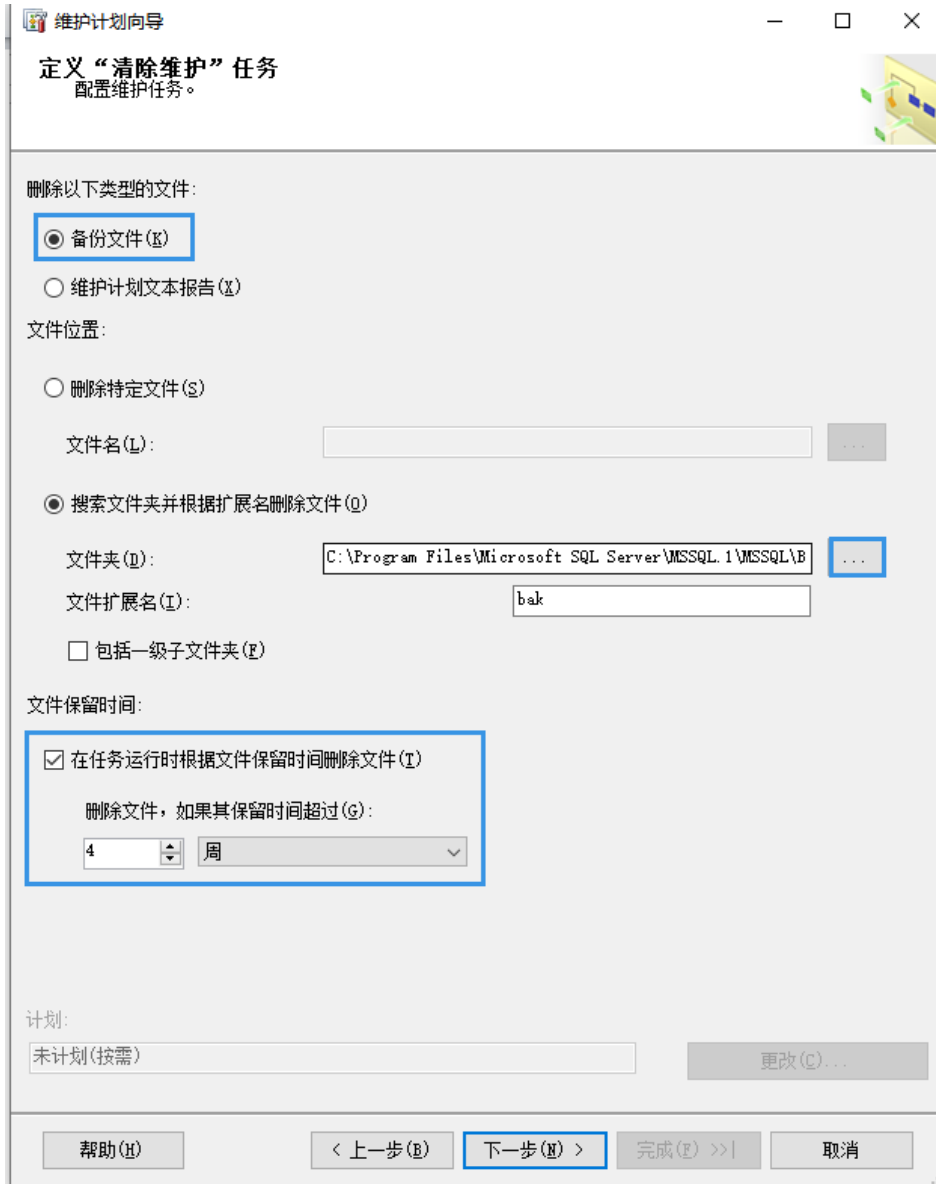 维护计划向导
定义“清除维护”任务
配置维护任务。
删除以下类型的文件:
备份文件(K)
维护计划文本报告(X)
文件位置:
删除特定文件(S)
文件名(L):
...
搜索文件夹并根据扩展名删除文件(O)
文件夹(D):
C:\Program Files\Microsoft SQL Server\MSSQL.1\MSSQL\B
...
文件扩展名(I):
bak
包括一级子文件夹(F)
文件保留时间:
在任务运行时根据文件保留时间删除文件(T)
删除文件，如果其保留时间超过(G):
4
周
计划:
未计划(按需)
更改(C)...
帮助(H)
< 上一步(B)
下一步(N) >
完成(F) >>|
取消